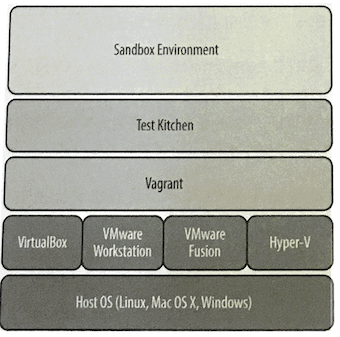 Sandbox Environment
Test Kitchen
Vagrant
VirtualBox
VMware
Workstation
VMware
Fusion
Hyper-V
Host OS (Linux, Mac OS X, Windows)